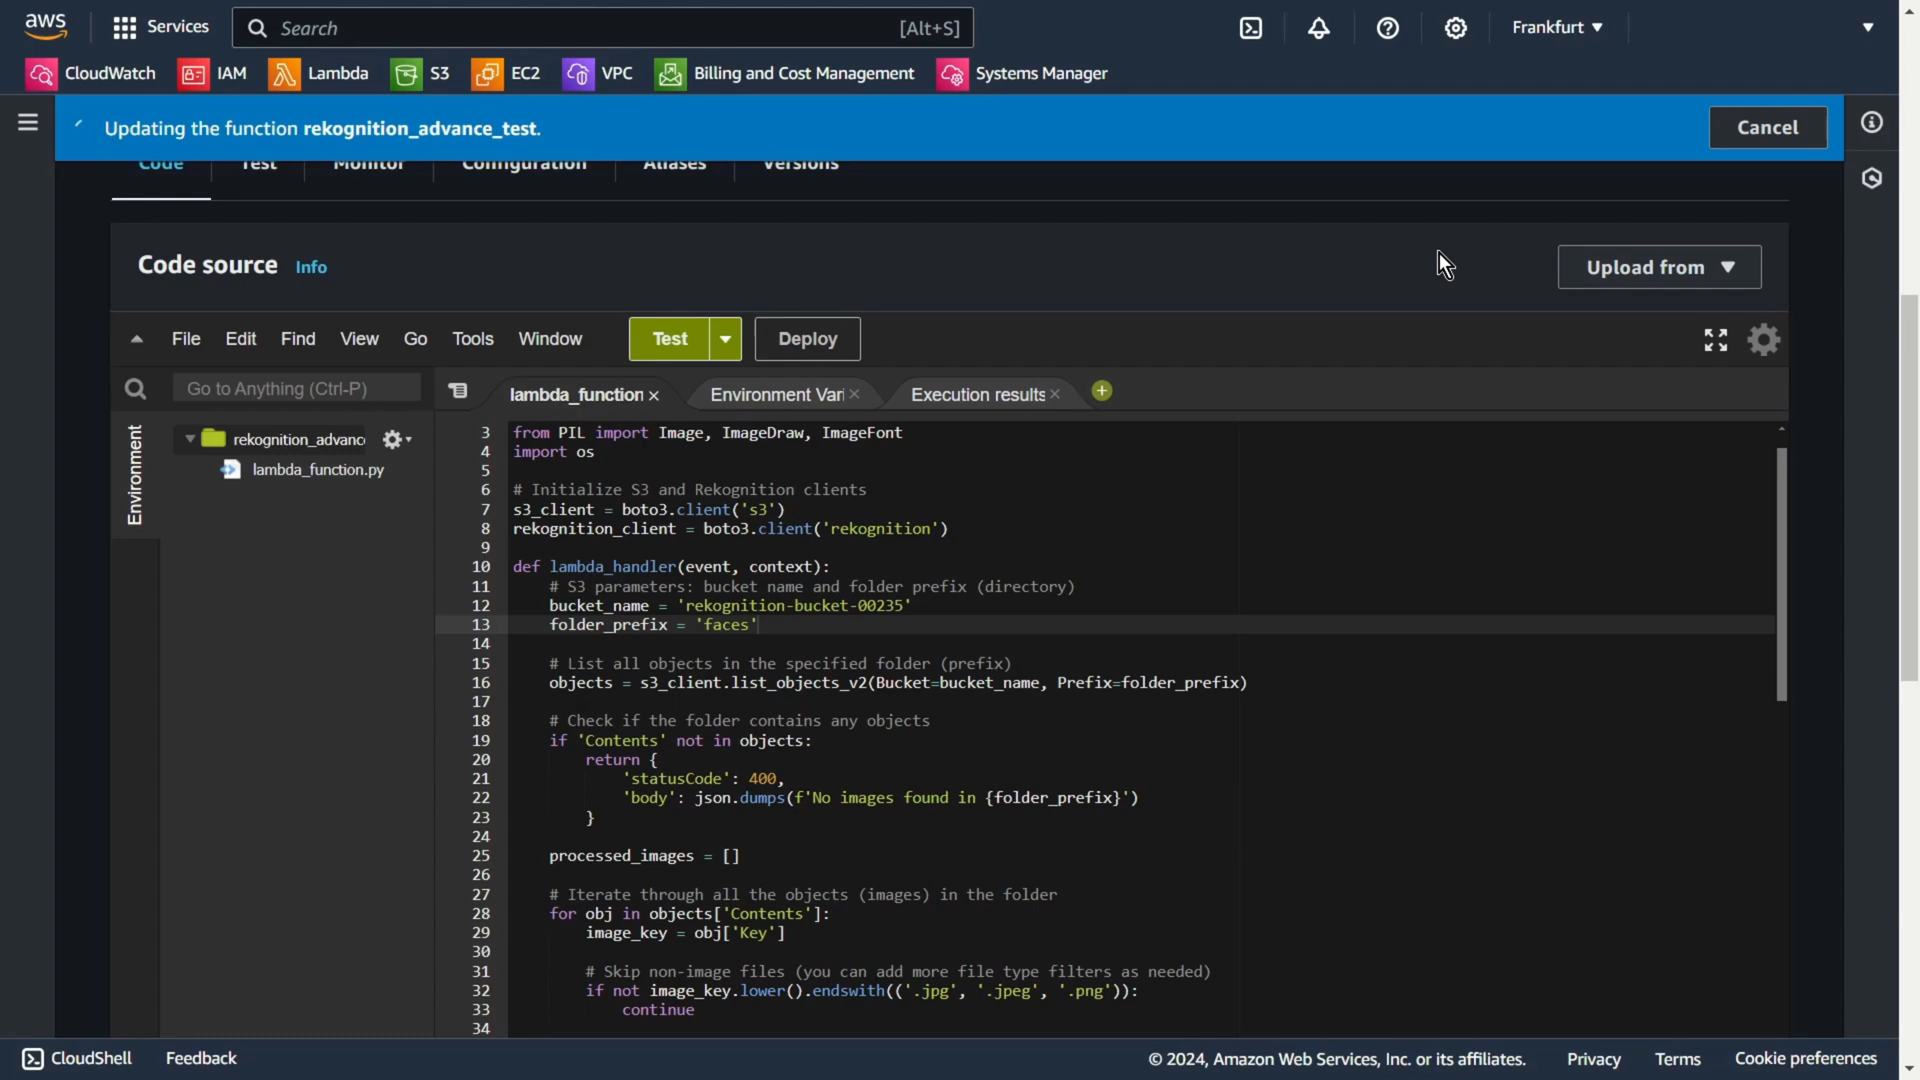 aws Services Search [Alt+S] Frankfurt
CloudWatch IAM Lambda S3 EC2 VPC Billing and Cost Management Systems Manager
Updating the function rekognition_advance_test. Cancel
Code Test Monitor Configuration Aliases Versions
Code source Info Upload from
File Edit Find View Go Tools Window Test Deploy
Go to Anything (Ctrl-P) lambda_function Environment Vari Execution results
Environment
rekognition_advanc
lambda_function.py
3 from PIL import Image, ImageDraw, ImageFont
4 import os
5
6 # Initialize S3 and Rekognition clients
7 s3_client = boto3.client('s3')
8 rekognition_client = boto3.client('rekognition')
9
10 def lambda_handler(event, context):
11 # S3 parameters: bucket name and folder prefix (directory)
12 bucket_name = 'rekognition-bucket-00235'
13 folder_prefix = 'faces'
14
15 # List all objects in the specified folder (prefix)
16 objects = s3_client.list_objects_v2(Bucket=bucket_name, Prefix=folder_prefix)
17
18 # Check if the folder contains any objects
19 if 'Contents' not in objects:
20 return {
21 'statusCode': 400,
22 'body': json.dumps(f'No images found in {folder_prefix}')
23 }
24
25 processed_images = []
26
27 # Iterate through all the objects (images) in the folder
28 for obj in objects['Contents']:
29 image_key = obj['Key']
30
31 # Skip non-image files (you can add more file type filters as needed)
32 if not image_key.lower().endswith(('.jpg', '.jpeg', '.png')):
33 continue
34
CloudShell Feedback © 2024, Amazon Web Services, Inc. or its affiliates. Privacy Terms Cookie preferences